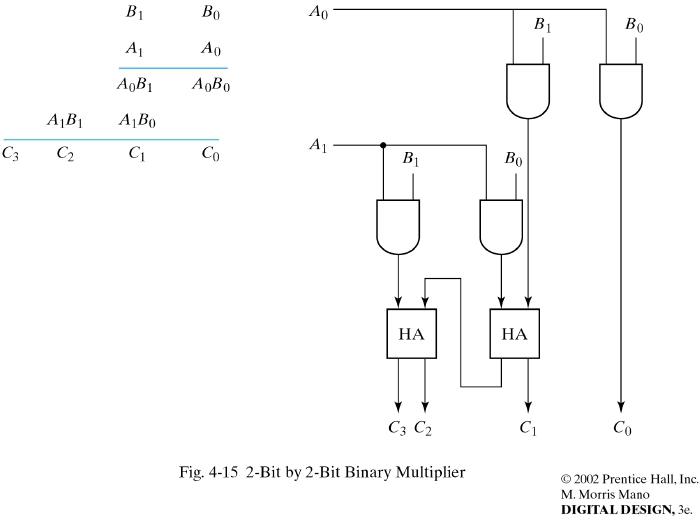 B₁ B₀
A₁ A₀
A₀B₁ A₀B₀
A₁B₁ A₁B₀
C₃ C₂ C₁ C₀
A₀
B₁ B₀
A₁
B₁ B₀
HA HA
C₃ C₂ C₁ C₀
Fig. 4-15 2-Bit by 2-Bit Binary Multiplier
© 2002 Prentice Hall, Inc.
M. Morris Mano
DIGITAL DESIGN, 3e.